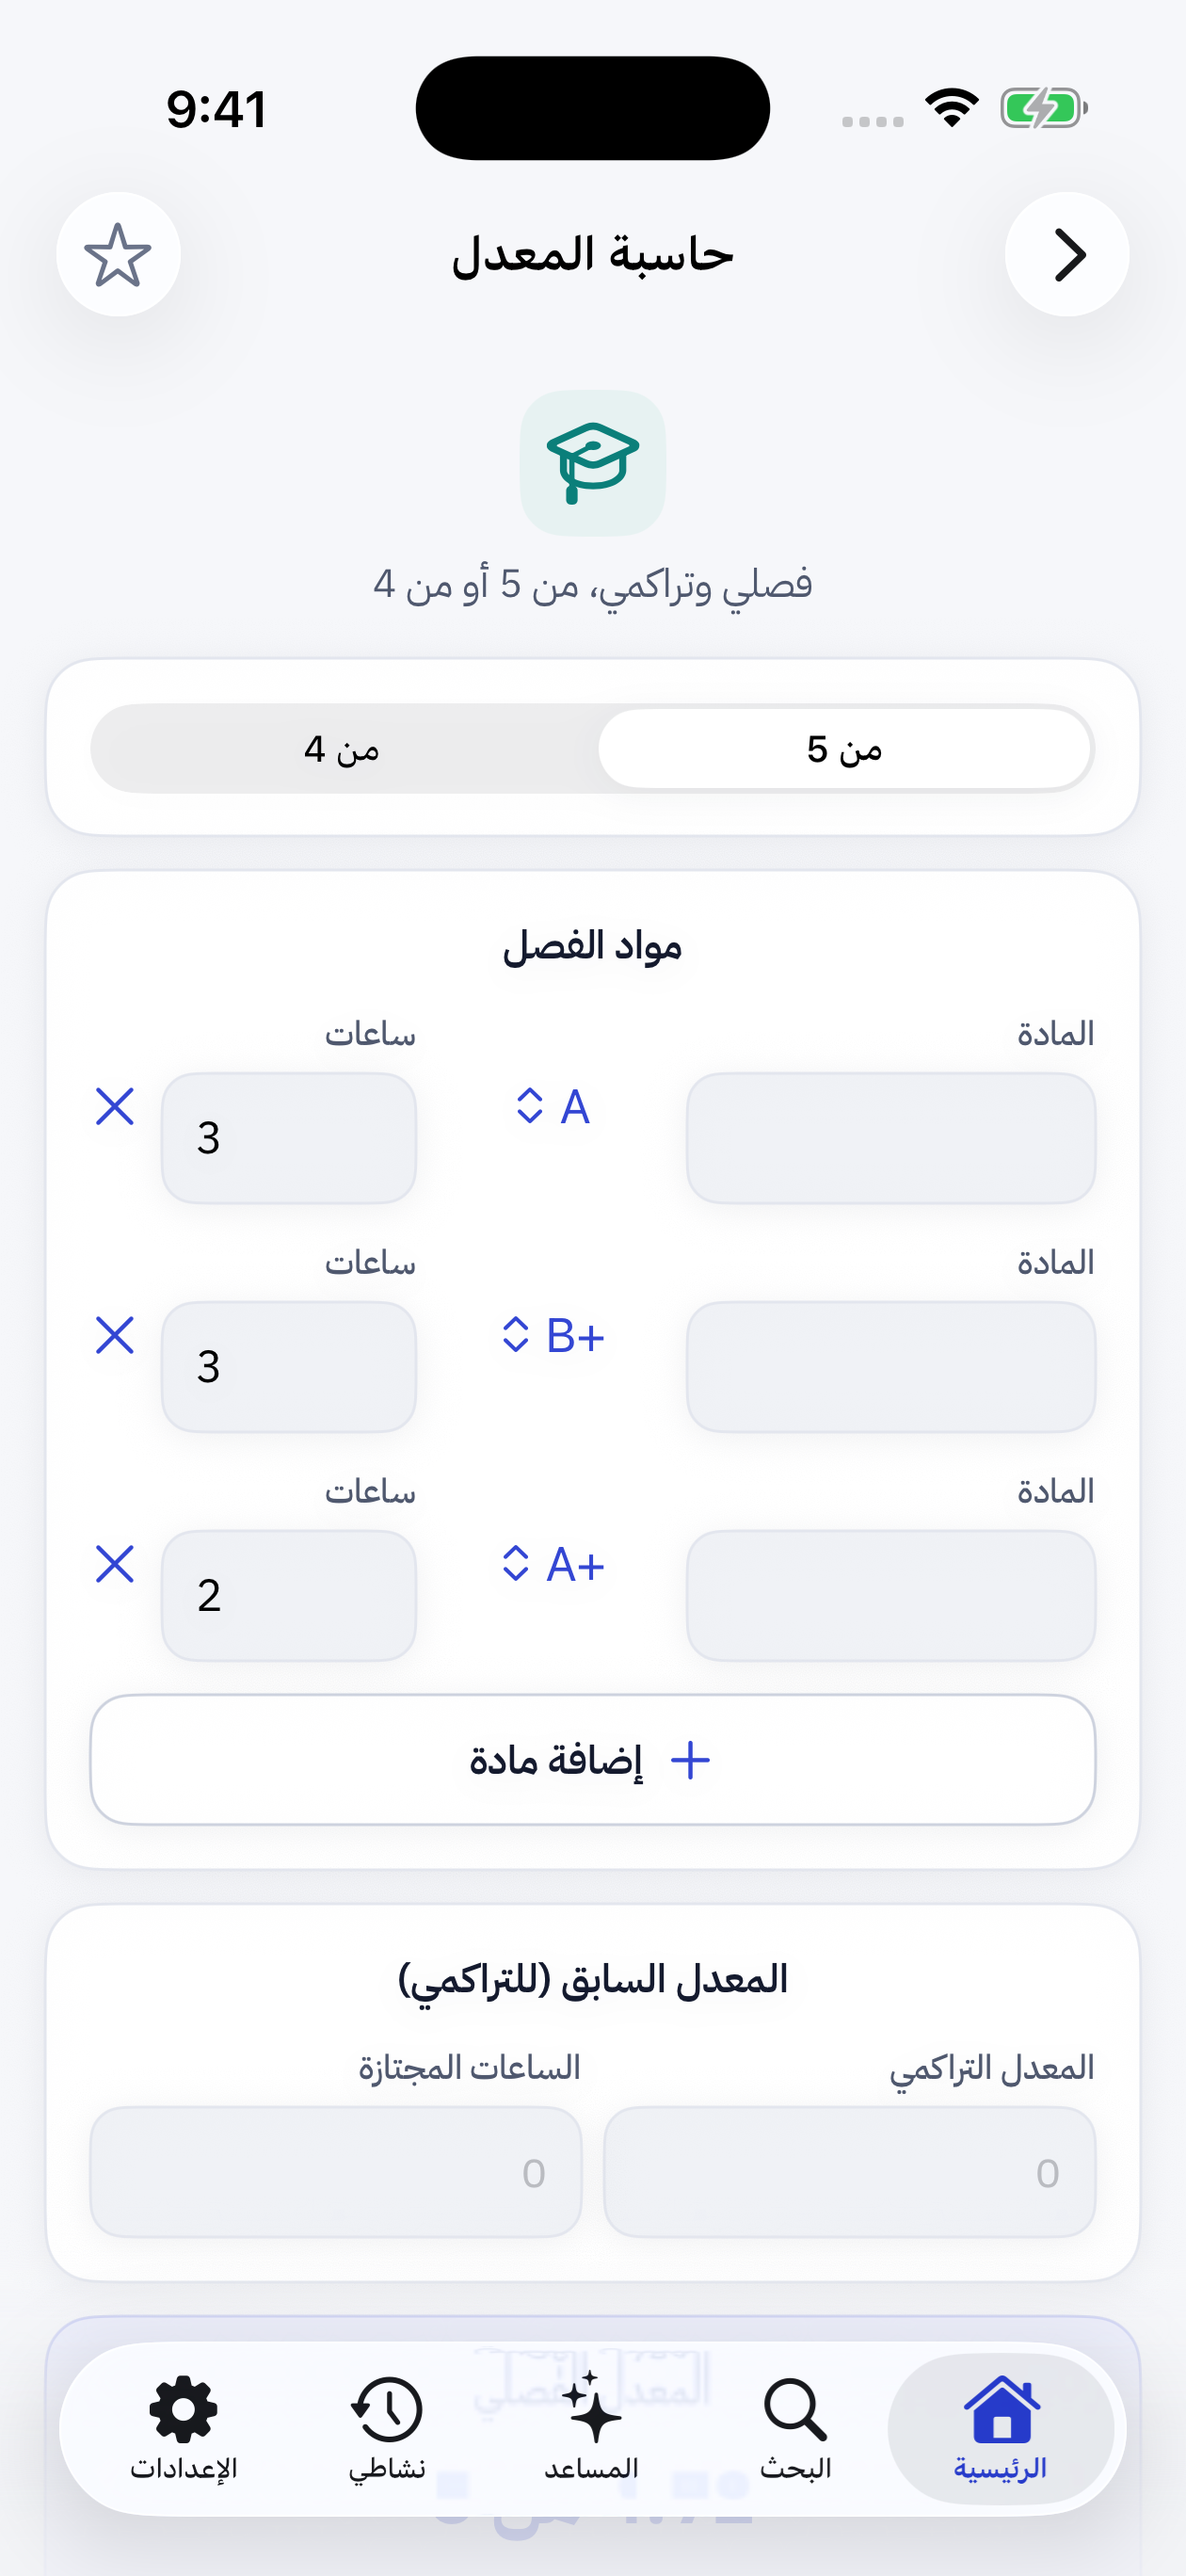 9:41
حاسبة المعدل
فصلي وتراكمي، من 5 أو من 4
من 5
من 4
مواد الفصل
المادة
ساعات
A
3
المادة
ساعات
B+
3
المادة
ساعات
A+
2
إضافة مادة
المعدل السابق (للتراكمي)
المعدل التراكمي
الساعات المجتازة
0
0
المعدل الفصلي
الرئيسية
البحث
المساعد
نشاطي
الإعدادات